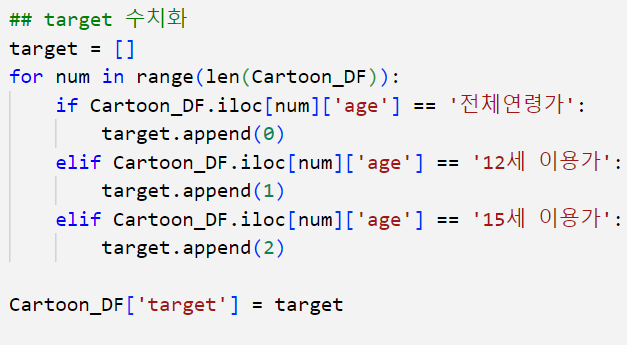 ## target 수치화
target = []
for num in range(len(Cartoon_DF)):
    if Cartoon_DF.iloc[num]['age'] == '전체연령가':
        target.append(0)
    elif Cartoon_DF.iloc[num]['age'] == '12세 이용가':
        target.append(1)
    elif Cartoon_DF.iloc[num]['age'] == '15세 이용가':
        target.append(2)

Cartoon_DF['target'] = target